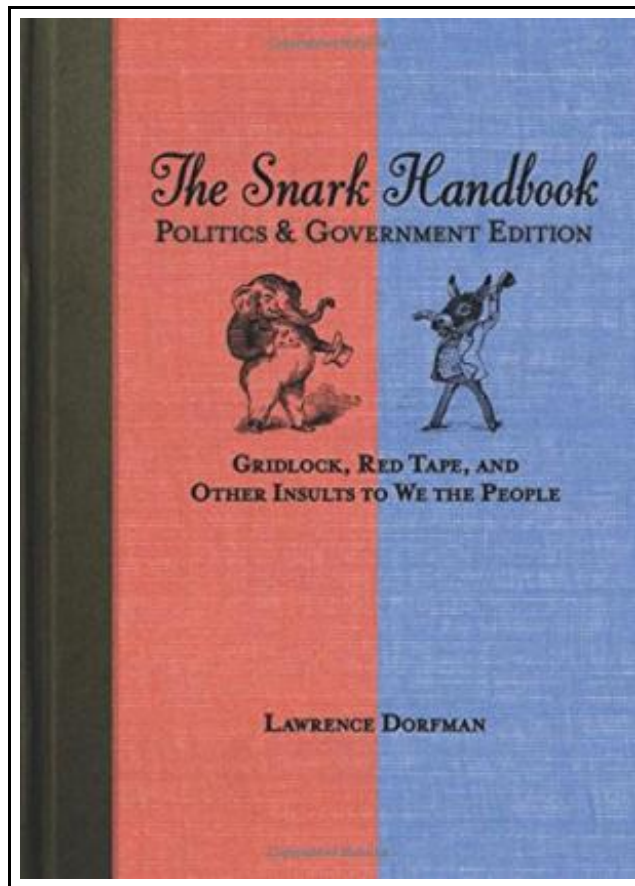 The Snark Handbook
POLITICS & GOVERNMENT EDITION
GRIDLOCK, RED TAPE, AND
OTHER INSULTS TO WE THE PEOPLE
LAWRENCE DORFMAN